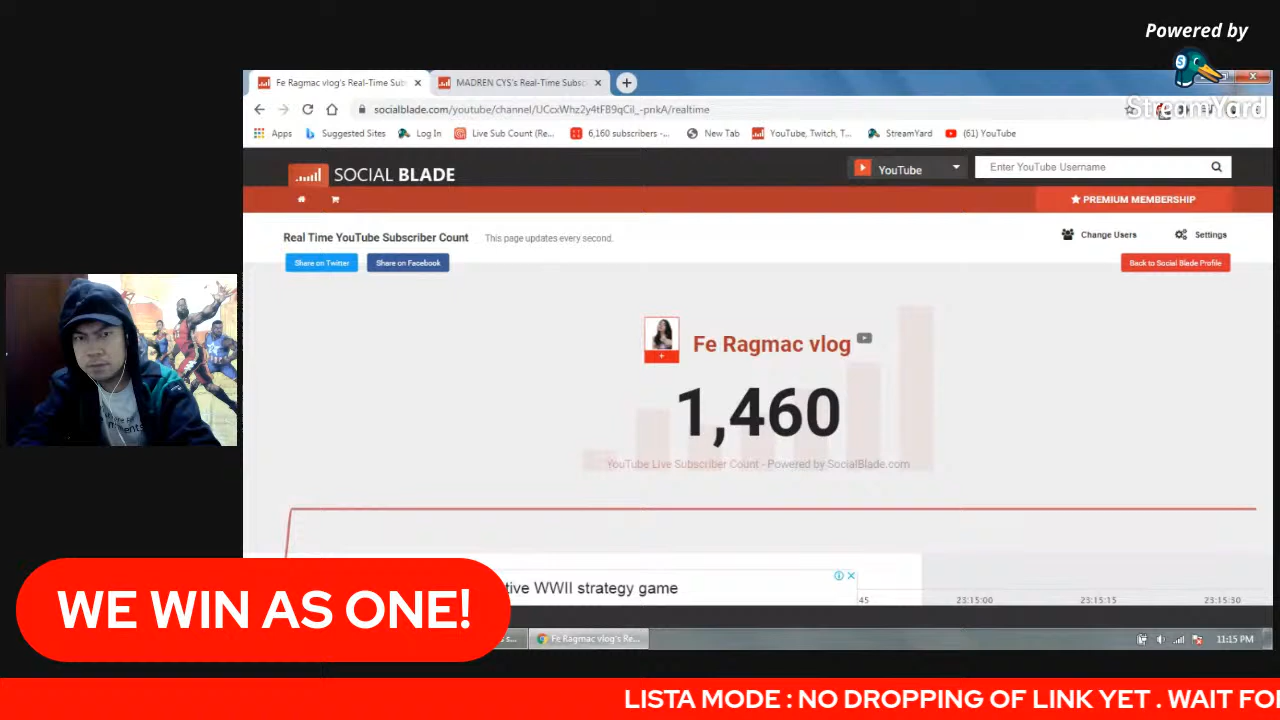 Powered by
StreamYard
Fe Ragmac vlog's Real-Time Sub
MADREN CYS's Real-Time Subsc
socialblade.com/youtube/channel/UCcxWhz2y4tFB9qCil_-pnkA/realtime
Apps
Suggested Sites
Log In
Live Sub Count (Re...
6,160 subscribers -...
New Tab
YouTube, Twitch, T...
StreamYard
(61) YouTube
SOCIAL BLADE
YouTube
Enter YouTube Username
PREMIUM MEMBERSHIP
Real Time YouTube Subscriber Count
This page updates every second.
Change Users
Settings
Share on Twitter
Share on Facebook
Back to Social Blade Profile
Fe Ragmac vlog
1,460
YouTube Live Subscriber Count - Powered by SocialBlade.com
tive WWII strategy game
45
23:15:00
23:15:15
23:15:30
WE WIN AS ONE!
Fe Ragmac vlog's Re...
11:15 PM
LISTA MODE : NO DROPPING OF LINK YET . WAIT FO